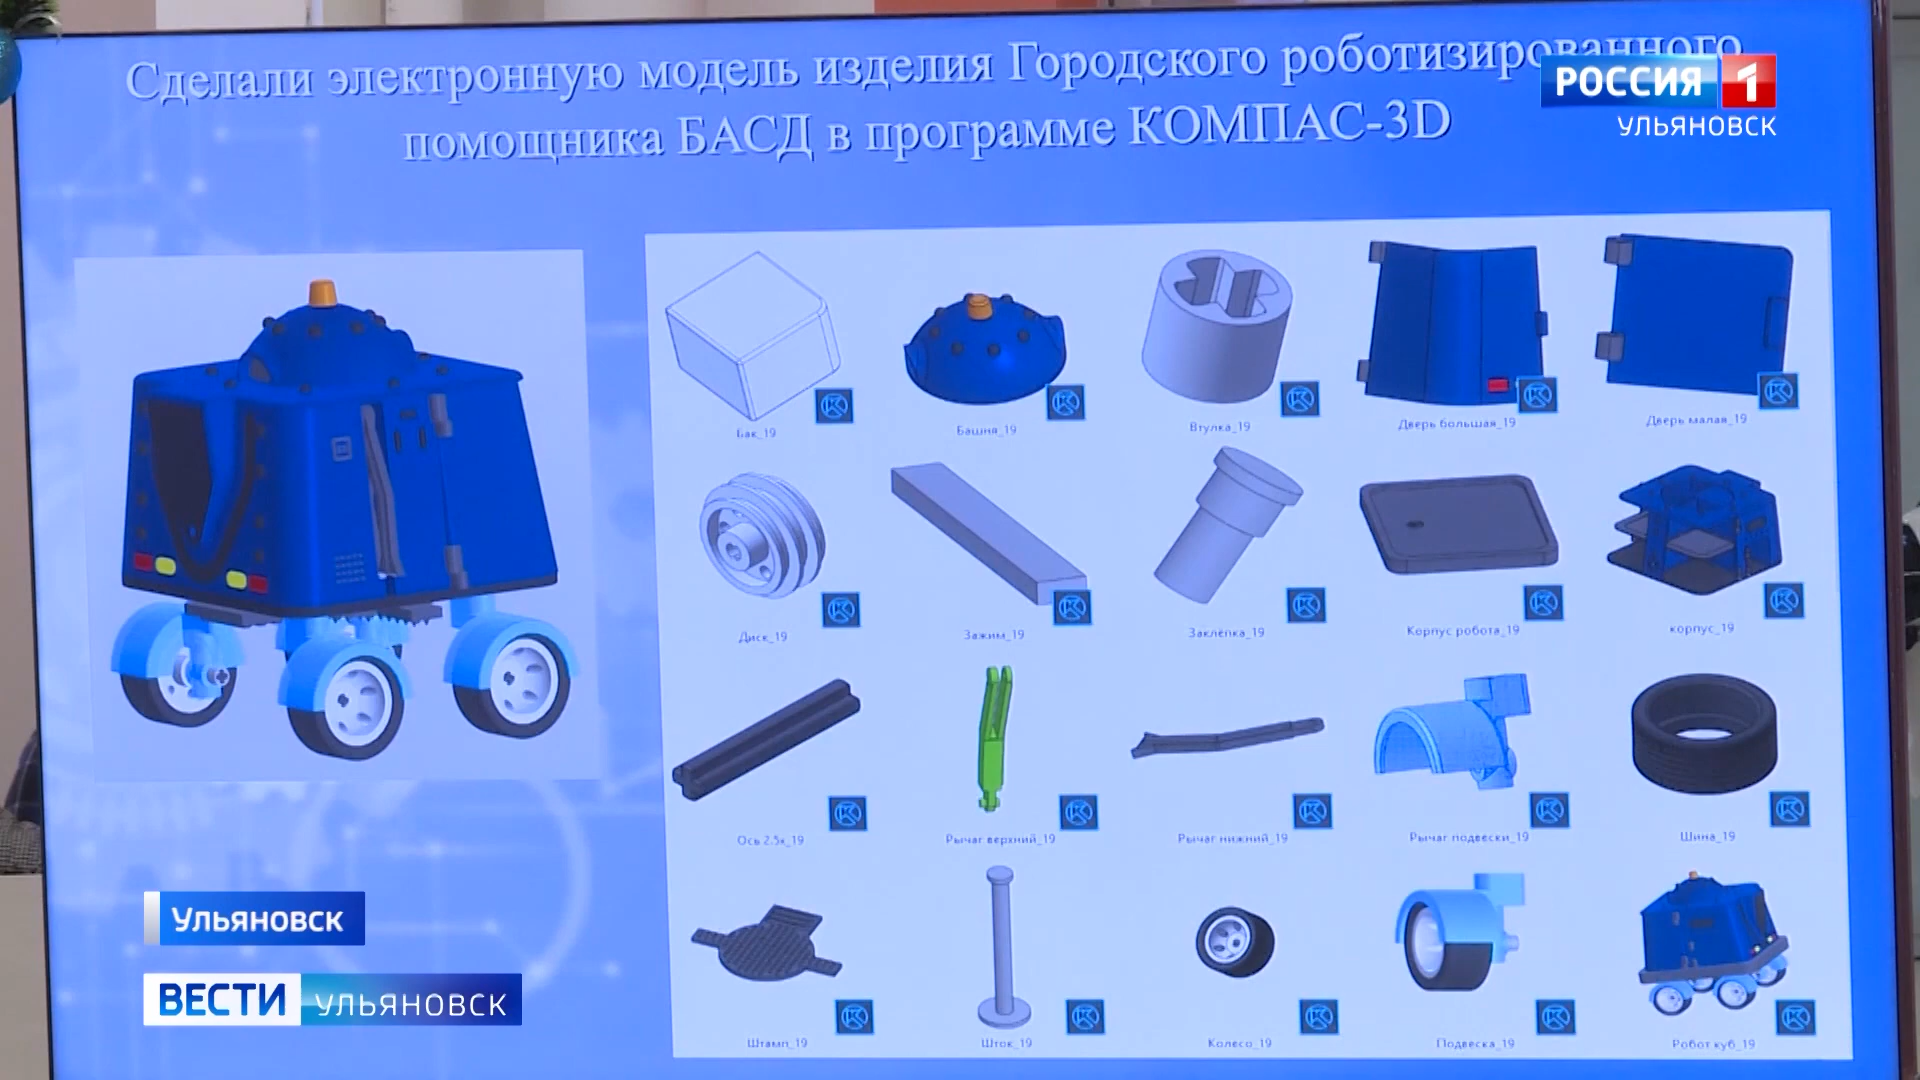 Сделали электронную модель изделия Городского роботизированного
помощника БАСД в программе КОМПАС-3D
РОССИЯ 1
УЛЬЯНОВСК
Бак_19
Башня_19
Втулка_19
Дверь большая_19
Дверь малая_19
Диск_19
Зажим_19
Заклёпка_19
Корпус робота_19
корпус_19
Ось 2.5x_19
Рычаг верхний_19
Рычаг нижний_19
Рычаг подвески_19
Шина_19
Штамп_19
Шток_19
Колесо_19
Подвеска_19
Робот куб_19
Ульяновск
ВЕСТИ УЛЬЯНОВСК